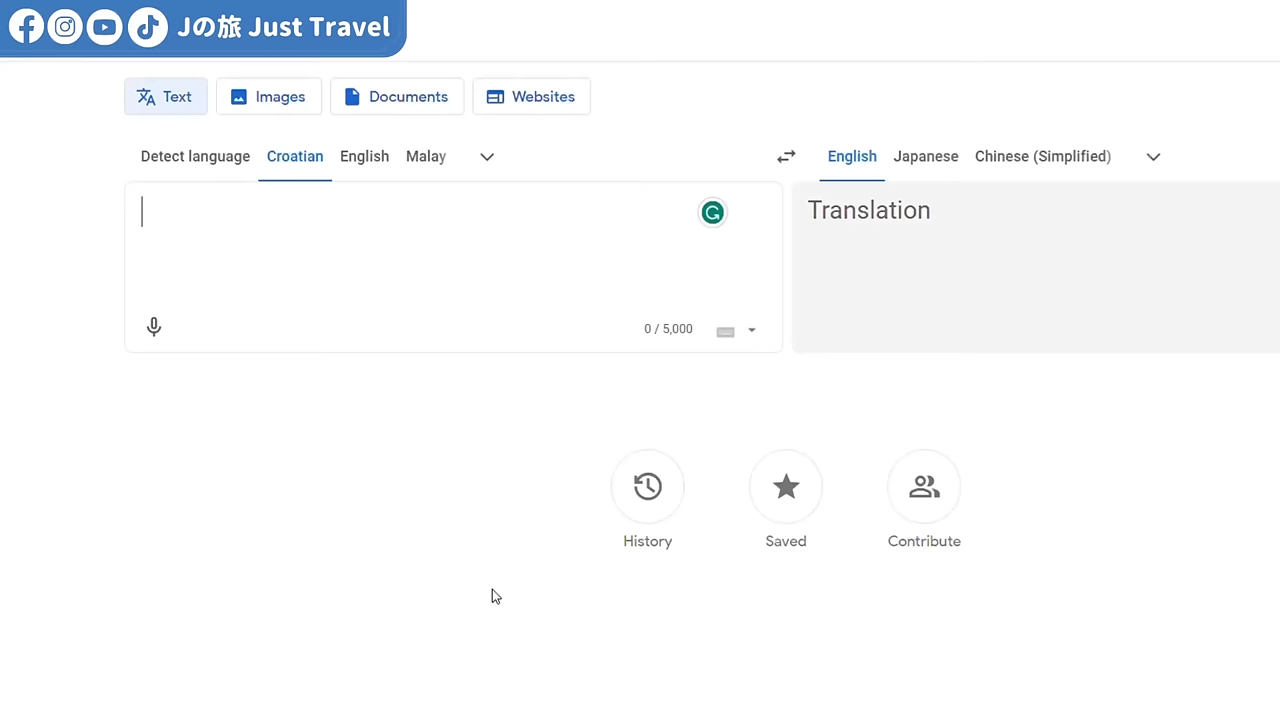 Jの旅 Just Travel
Text Images Documents Websites
Detect language Croatian English Malay English Japanese Chinese (Simplified)
Translation
0 / 5,000
History Saved Contribute